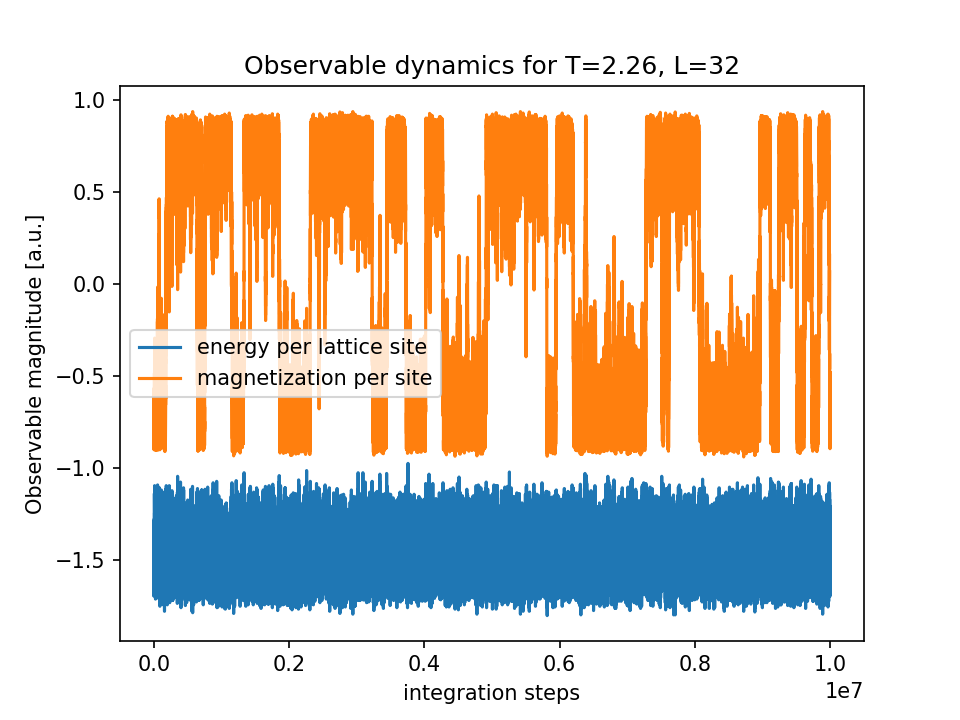 Observable dynamics for T=2.26, L=32
Observable magnitude [a.u.]
1.0
0.5
0.0
−0.5
−1.0
−1.5
energy per lattice site
magnetization per site
0.0 0.2 0.4 0.6 0.8 1.0
1e7
integration steps